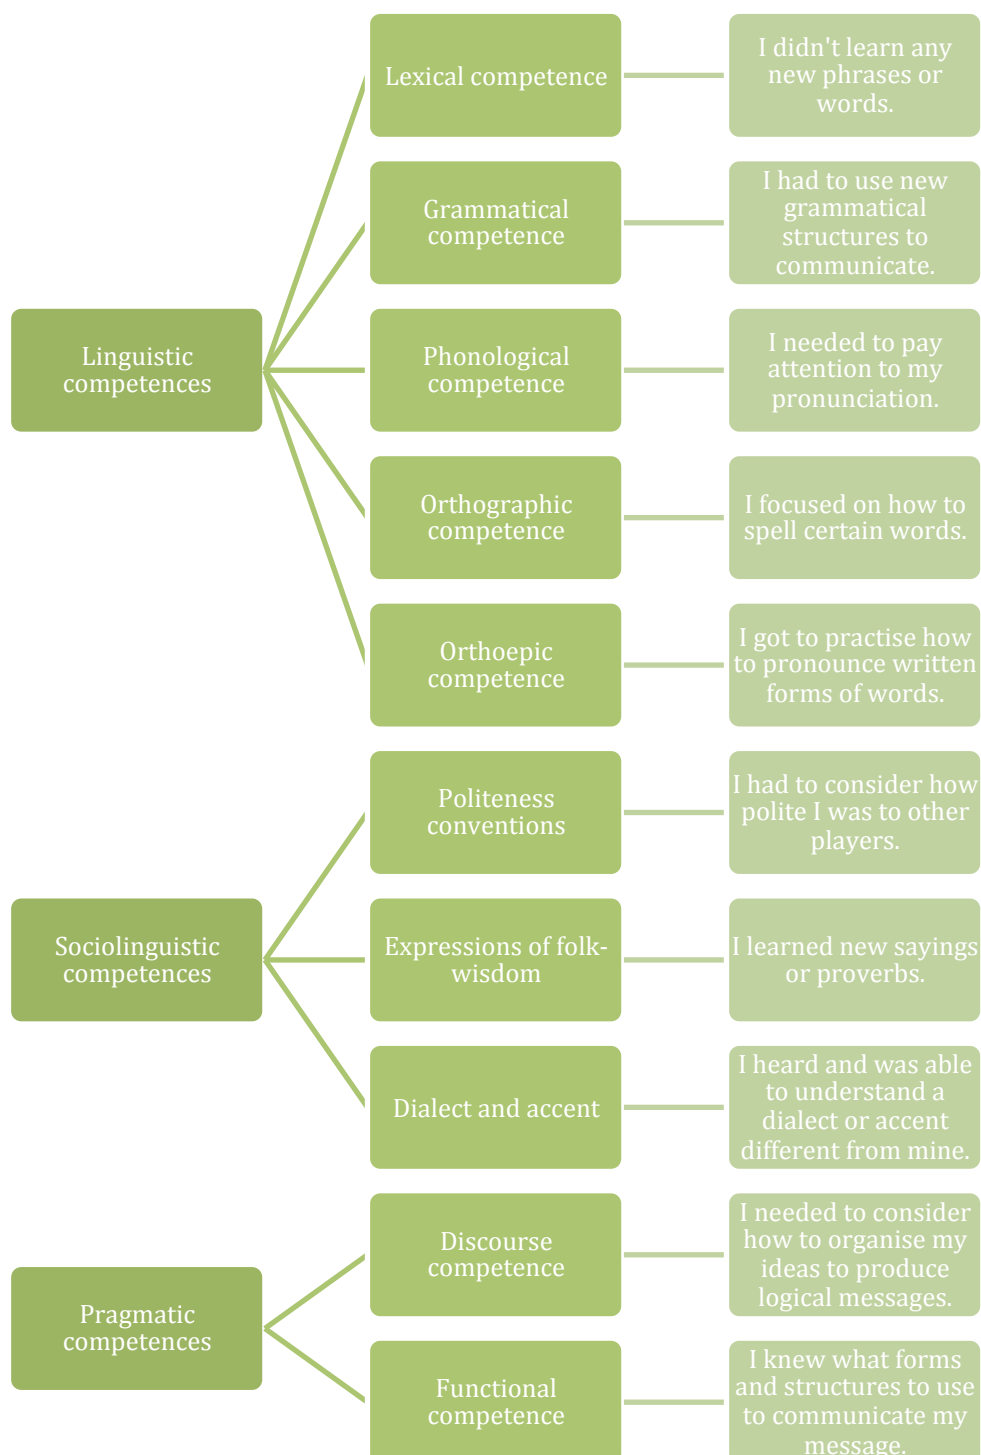 Linguistic
competences
Lexical competence
I didn't learn any
new phrases or
words.
Grammatical
competence
I had to use new
grammatical
structures to
communicate.
Phonological
competence
I needed to pay
attention to my
pronunciation.
Orthographic
competence
I focused on how to
spell certain words.
Orthoepic
competence
I got to practise how
to pronounce written
forms of words.
Sociolinguistic
competences
Politeness
conventions
I had to consider how
polite I was to other
players.
Expressions of folk-
wisdom
I learned new sayings
or proverbs.
Dialect and accent
I heard and was able
to understand a
dialect or accent
different from mine.
Pragmatic
competences
Discourse
competence
I needed to consider
how to organise my
ideas to produce
logical messages.
Functional
competence
I knew what forms
and structures to use
to communicate my
message.